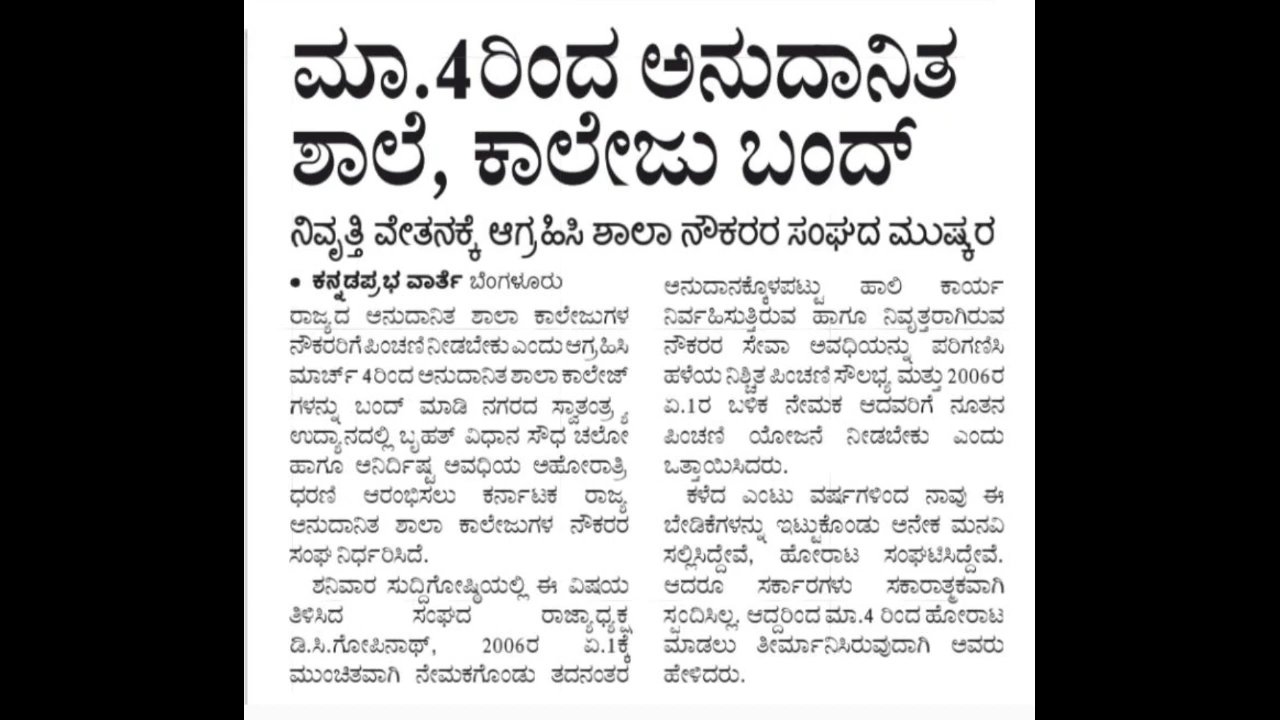 ಮಾ.4ರಿಂದ ಅನುದಾನಿತ
ಶಾಲೆ, ಕಾಲೇಜು ಬಂದ್
ನಿವೃತ್ತಿ ವೇತನಕ್ಕೆ ಆಗ್ರಹಿಸಿ ಶಾಲಾ ನೌಕರರ ಸಂಘದ ಮುಷ್ಕರ
• ಕನ್ನಡಪ್ರಭ ವಾರ್ತೆ ಬೆಂಗಳೂರು
ರಾಜ್ಯದ ಅನುದಾನಿತ ಶಾಲಾ ಕಾಲೇಜುಗಳ
ನೌಕರರಿಗೆ ಪಿಂಚಣಿ ನೀಡಬೇಕು ಎಂದು ಆಗ್ರಹಿಸಿ
ಮಾರ್ಚ್ 4ರಿಂದ ಅನುದಾನಿತ ಶಾಲಾ ಕಾಲೇಜ್
ಗಳನ್ನು ಬಂದ್ ಮಾಡಿ ನಗರದ ಸ್ವಾತಂತ್ರ್ಯ
ಉದ್ಯಾನದಲ್ಲಿ ಬೃಹತ್ ವಿಧಾನ ಸೌಧ ಚಲೋ
ಹಾಗೂ ಅನಿರ್ದಿಷ್ಟ ಅವಧಿಯ ಅಹೋರಾತ್ರಿ
ಧರಣಿ ಆರಂಭಿಸಲು ಕರ್ನಾಟಕ ರಾಜ್ಯ
ಅನುದಾನಿತ ಶಾಲಾ ಕಾಲೇಜುಗಳ ನೌಕರರ
ಸಂಘ ನಿರ್ಧರಿಸಿದೆ.
ಶನಿವಾರ ಸುದ್ದಿಗೋಷ್ಠಿಯಲ್ಲಿ ಈ ವಿಷಯ
ತಿಳಿಸಿದ ಸಂಘದ ರಾಜ್ಯಾಧ್ಯಕ್ಷ
ಡಿ.ಸಿ.ಗೋಪಿನಾಥ್, 2006ರ ಏ.1ಕ್ಕೆ
ಮುಂಚಿತವಾಗಿ ನೇಮಕಗೊಂಡು ತದನಂತರ
ಅನುದಾನಕ್ಕೊಳಪಟ್ಟು ಹಾಲಿ ಕಾರ್ಯ
ನಿರ್ವಹಿಸುತ್ತಿರುವ ಹಾಗೂ ನಿವೃತ್ತರಾಗಿರುವ
ನೌಕರರ ಸೇವಾ ಅವಧಿಯನ್ನು ಪರಿಗಣಿಸಿ
ಹಳೆಯ ನಿಶ್ಚಿತ ಪಿಂಚಣಿ ಸೌಲಭ್ಯ ಮತ್ತು 2006ರ
ಏ.1ರ ಬಳಿಕ ನೇಮಕ ಆದವರಿಗೆ ನೂತನ
ಪಿಂಚಣಿ ಯೋಜನೆ ನೀಡಬೇಕು ಎಂದು
ಒತ್ತಾಯಿಸಿದರು.
ಕಳೆದ ಎಂಟು ವರ್ಷಗಳಿಂದ ನಾವು ಈ
ಬೇಡಿಕೆಗಳನ್ನು ಇಟ್ಟುಕೊಂಡು ಅನೇಕ ಮನವಿ
ಸಲ್ಲಿಸಿದ್ದೇವೆ, ಹೋರಾಟ ಸಂಘಟಿಸಿದ್ದೇವೆ.
ಆದರೂ ಸರ್ಕಾರಗಳು ಸಕಾರಾತ್ಮಕವಾಗಿ
ಸ್ಪಂದಿಸಿಲ್ಲ. ಆದ್ದರಿಂದ ಮಾ.4 ರಿಂದ ಹೋರಾಟ
ಮಾಡಲು ತೀರ್ಮಾನಿಸಿರುವುದಾಗಿ ಅವರು
ಹೇಳಿದರು.